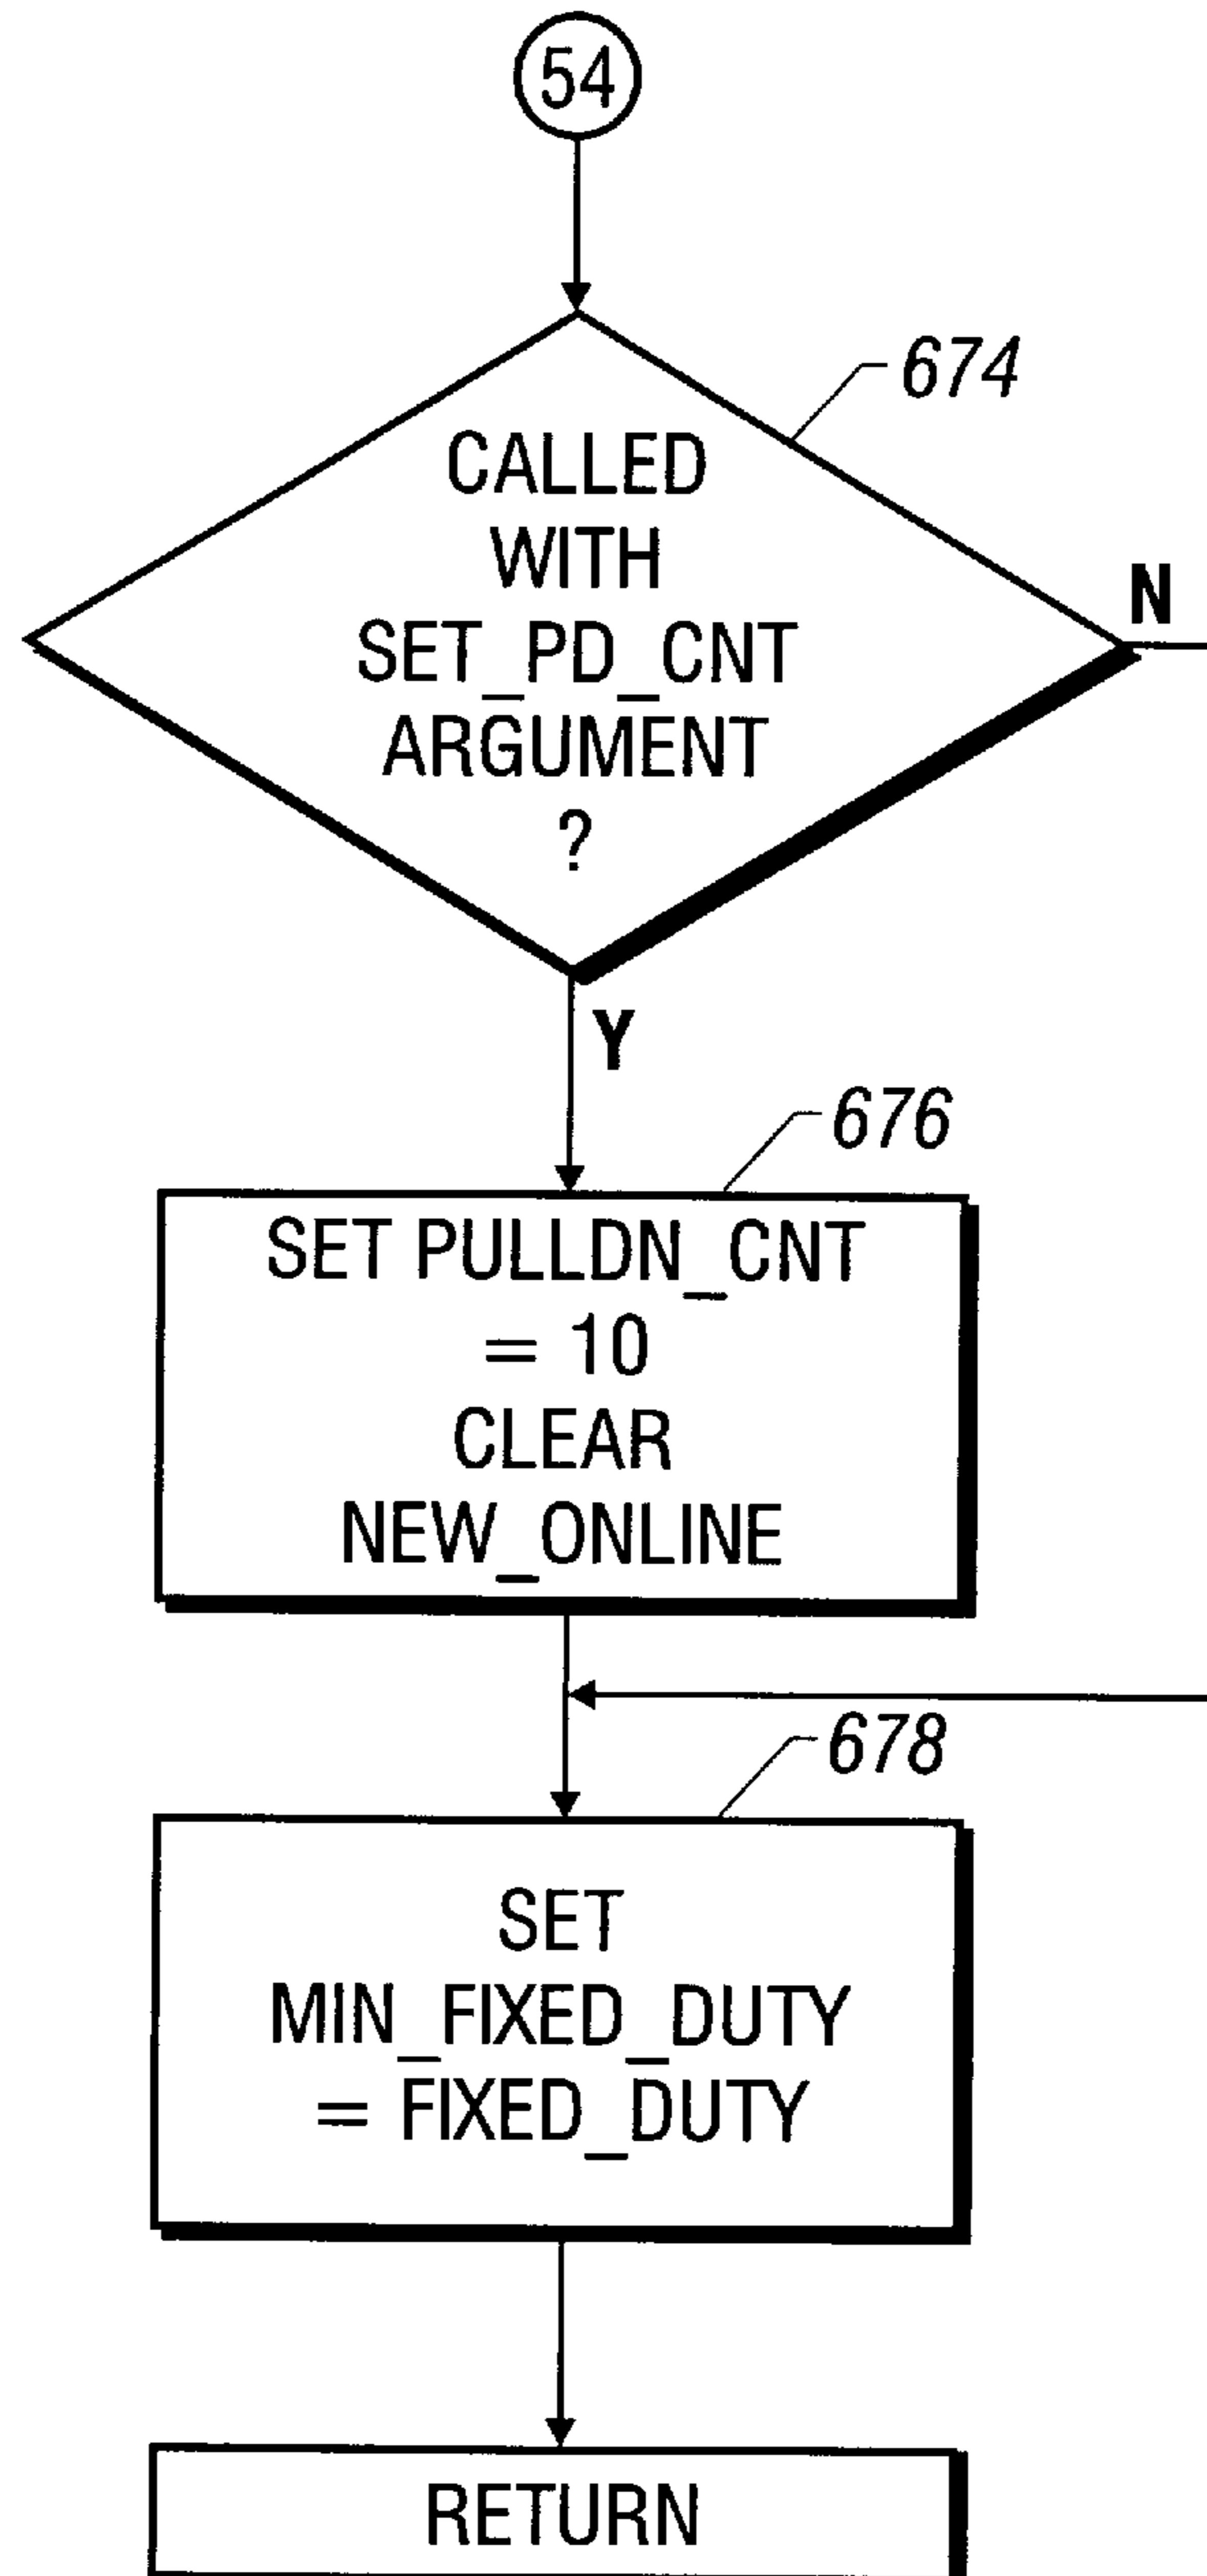 54
674
CALLED
WITH
SET_PD_CNT
ARGUMENT
?
N
Y
676
SET PULLDN_CNT
= 10
CLEAR
NEW_ONLINE
678
SET
MIN_FIXED_DUTY
= FIXED_DUTY
RETURN